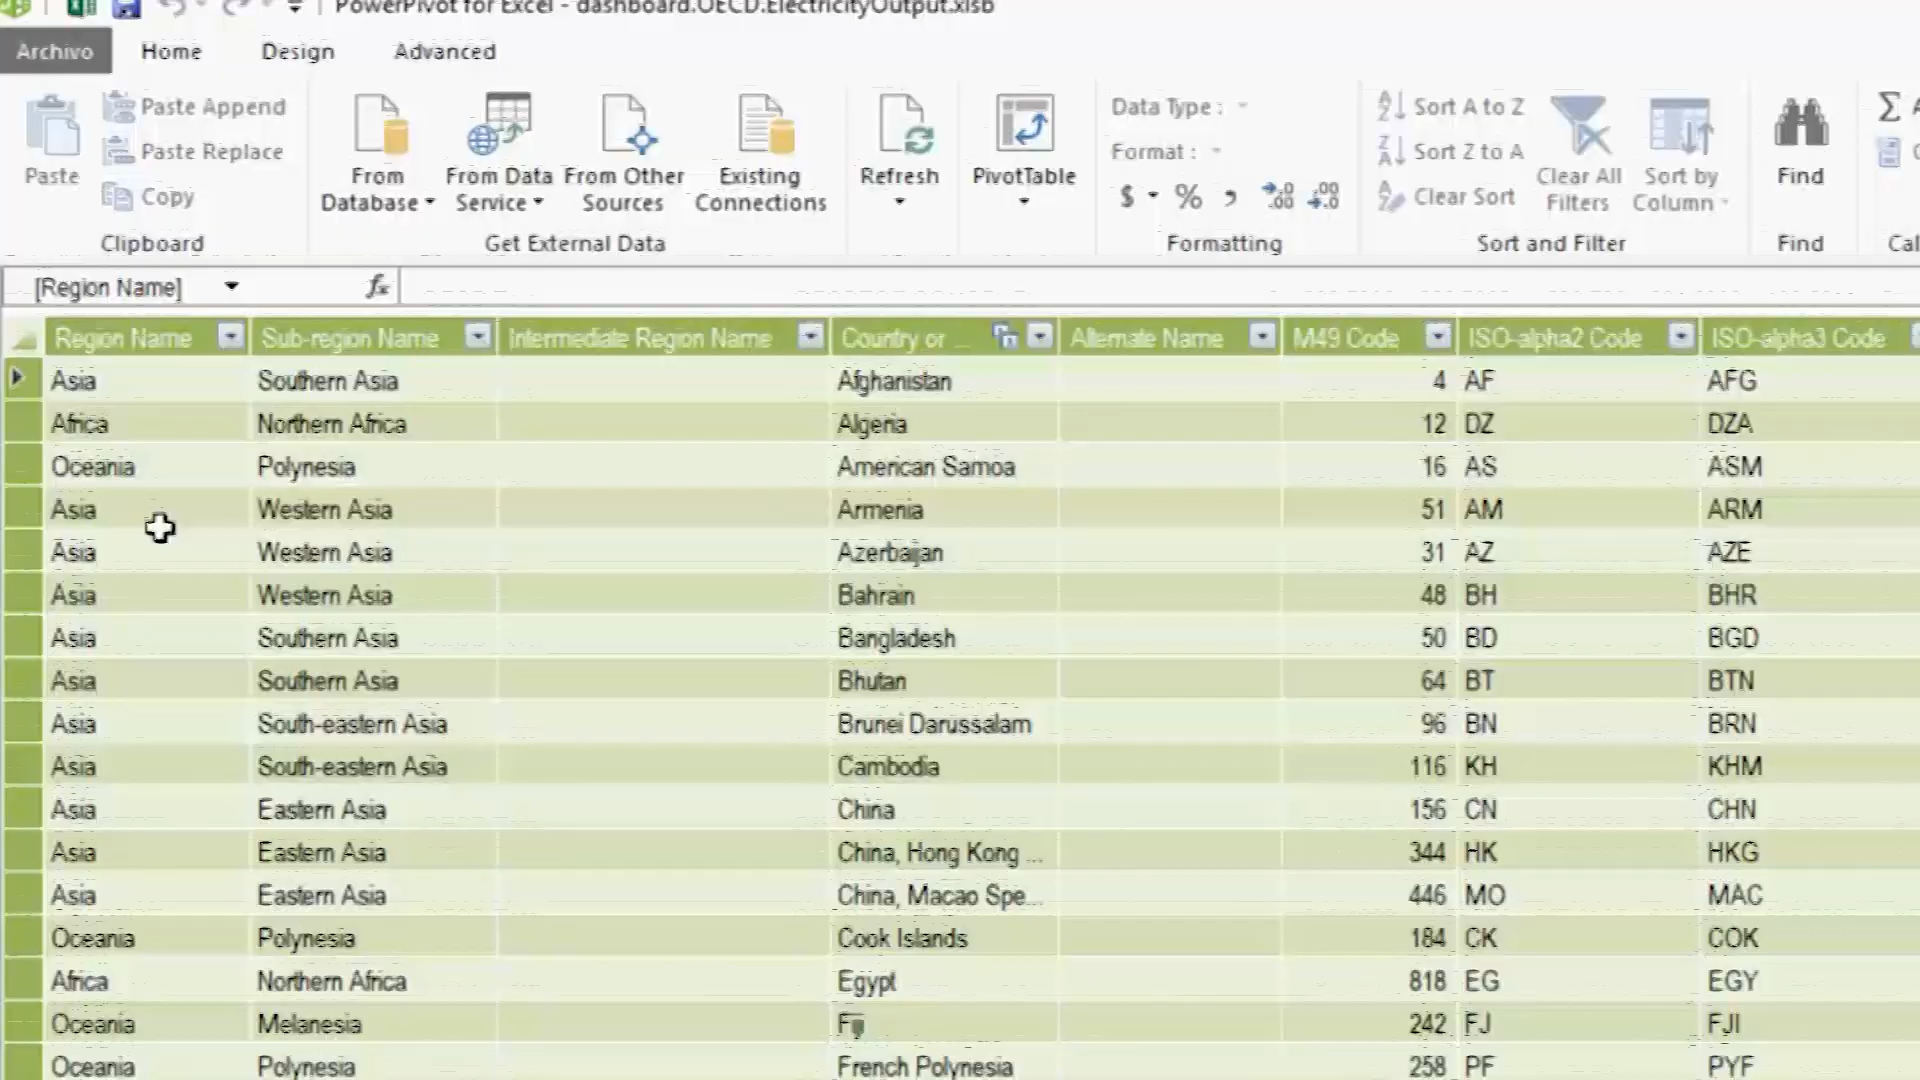 PowerPivot for Excel - dashboard.OECD.ElectricityOutput.xlsb
Archivo Home Design Advanced
Paste Append
Paste Replace
Copy
Paste
Clipboard
From Database
From Data Service
From Other Sources
Existing Connections
Get External Data
Refresh
PivotTable
Data Type :
Format :
$ % , .0 .00 .00 .0
Formatting
Sort A to Z
Sort Z to A
Clear Sort
Clear All Filters
Sort by Column
Sort and Filter
Find
Find
Σ
[Region Name] fx
Region Name Sub-region Name Intermediate Region Name Country or ... Alternate Name M49 Code ISO-alpha2 Code ISO-alpha3 Code
Asia Southern Asia Afghanistan 4 AF AFG
Africa Northern Africa Algeria 12 DZ DZA
Oceania Polynesia American Samoa 16 AS ASM
Asia Western Asia Armenia 51 AM ARM
Asia Western Asia Azerbaijan 31 AZ AZE
Asia Western Asia Bahrain 48 BH BHR
Asia Southern Asia Bangladesh 50 BD BGD
Asia Southern Asia Bhutan 64 BT BTN
Asia South-eastern Asia Brunei Darussalam 96 BN BRN
Asia South-eastern Asia Cambodia 116 KH KHM
Asia Eastern Asia China 156 CN CHN
Asia Eastern Asia China, Hong Kong ... 344 HK HKG
Asia Eastern Asia China, Macao Spe... 446 MO MAC
Oceania Polynesia Cook Islands 184 CK COK
Africa Northern Africa Egypt 818 EG EGY
Oceania Melanesia Fiji 242 FJ FJI
Oceania Polynesia French Polynesia 258 PF PYF